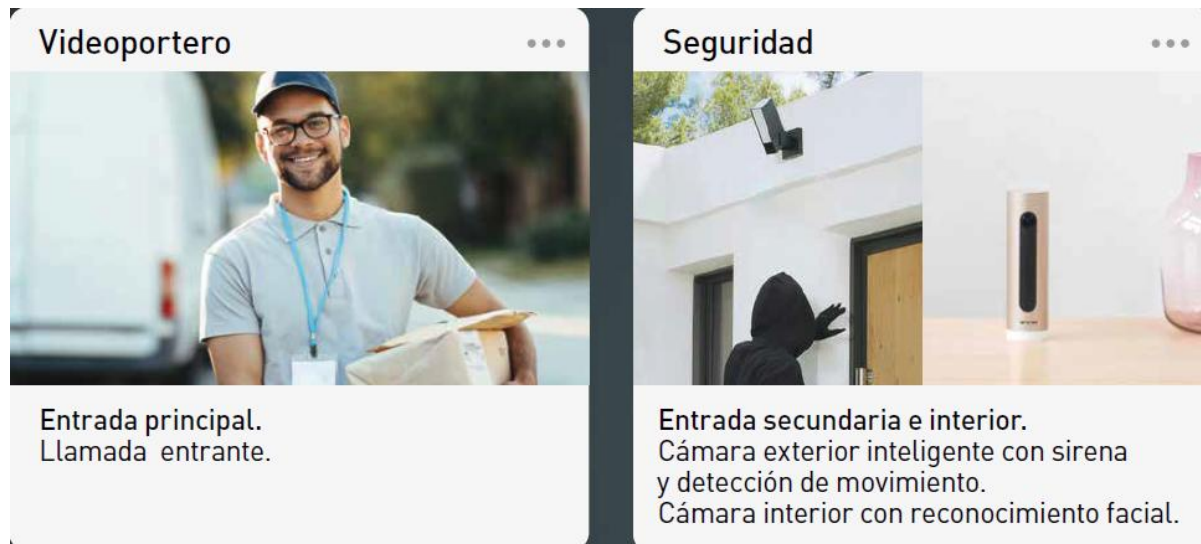 Videoportero
Seguridad
Entrada principal.
Llamada entrante.
Entrada secundaria e interior.
Cámara exterior inteligente con sirena
y detección de movimiento.
Cámara interior con reconocimiento facial.